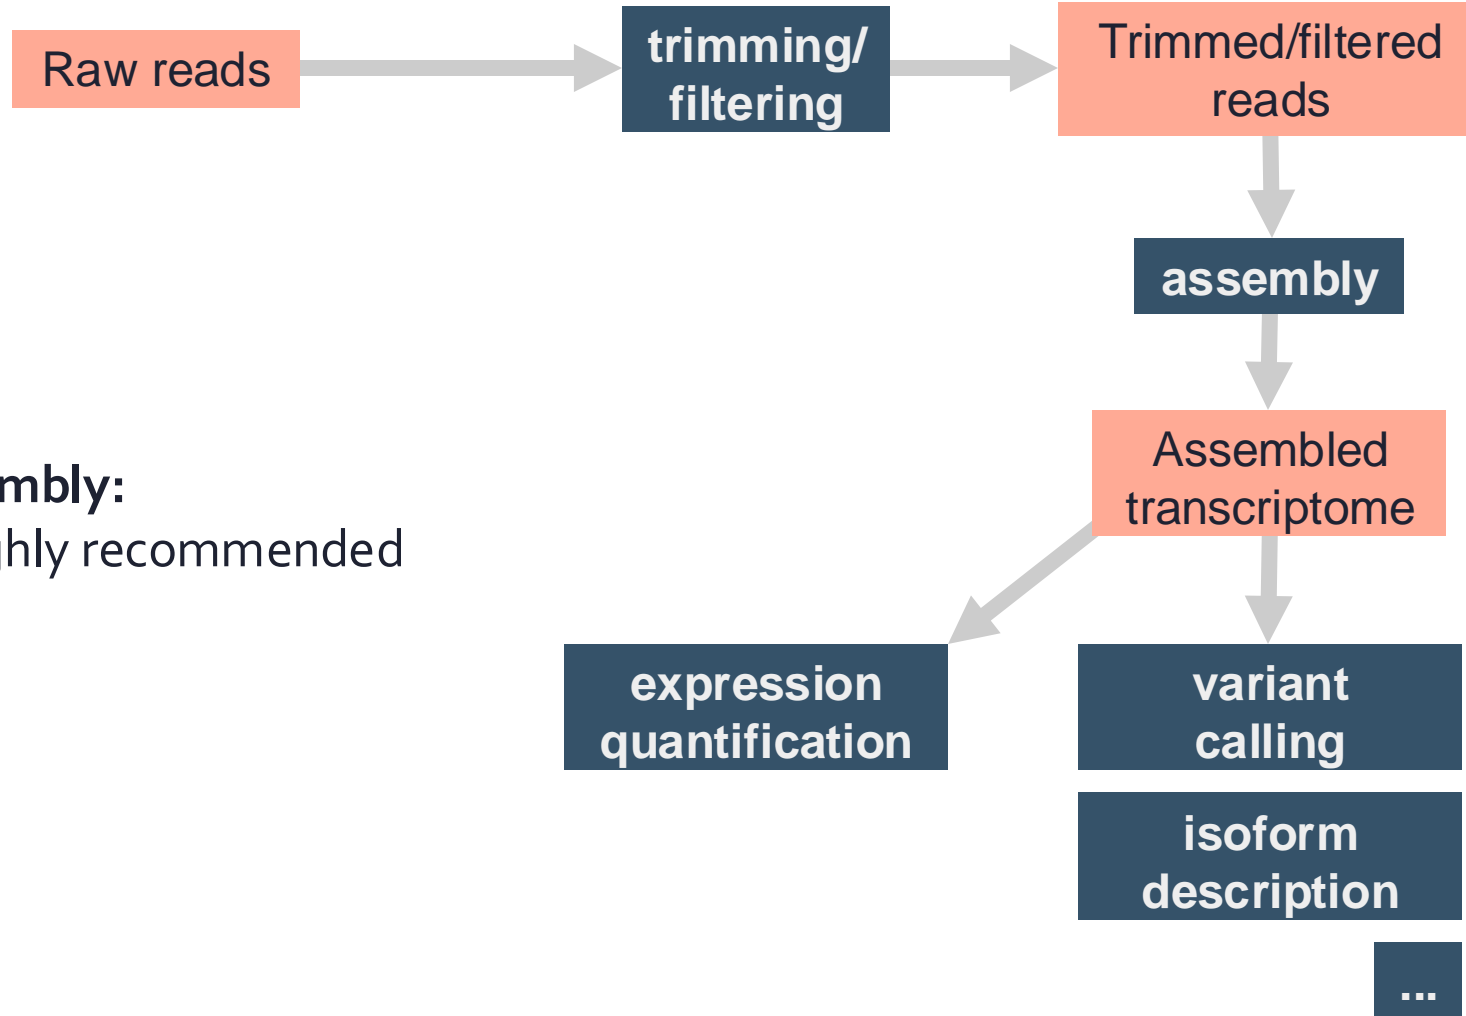 Raw reads
trimming/
filtering
Trimmed/filtered
reads
assembly
Assembled
transcriptome
mbly:
hly recommended
expression
quantification
variant
calling
isoform
description
...